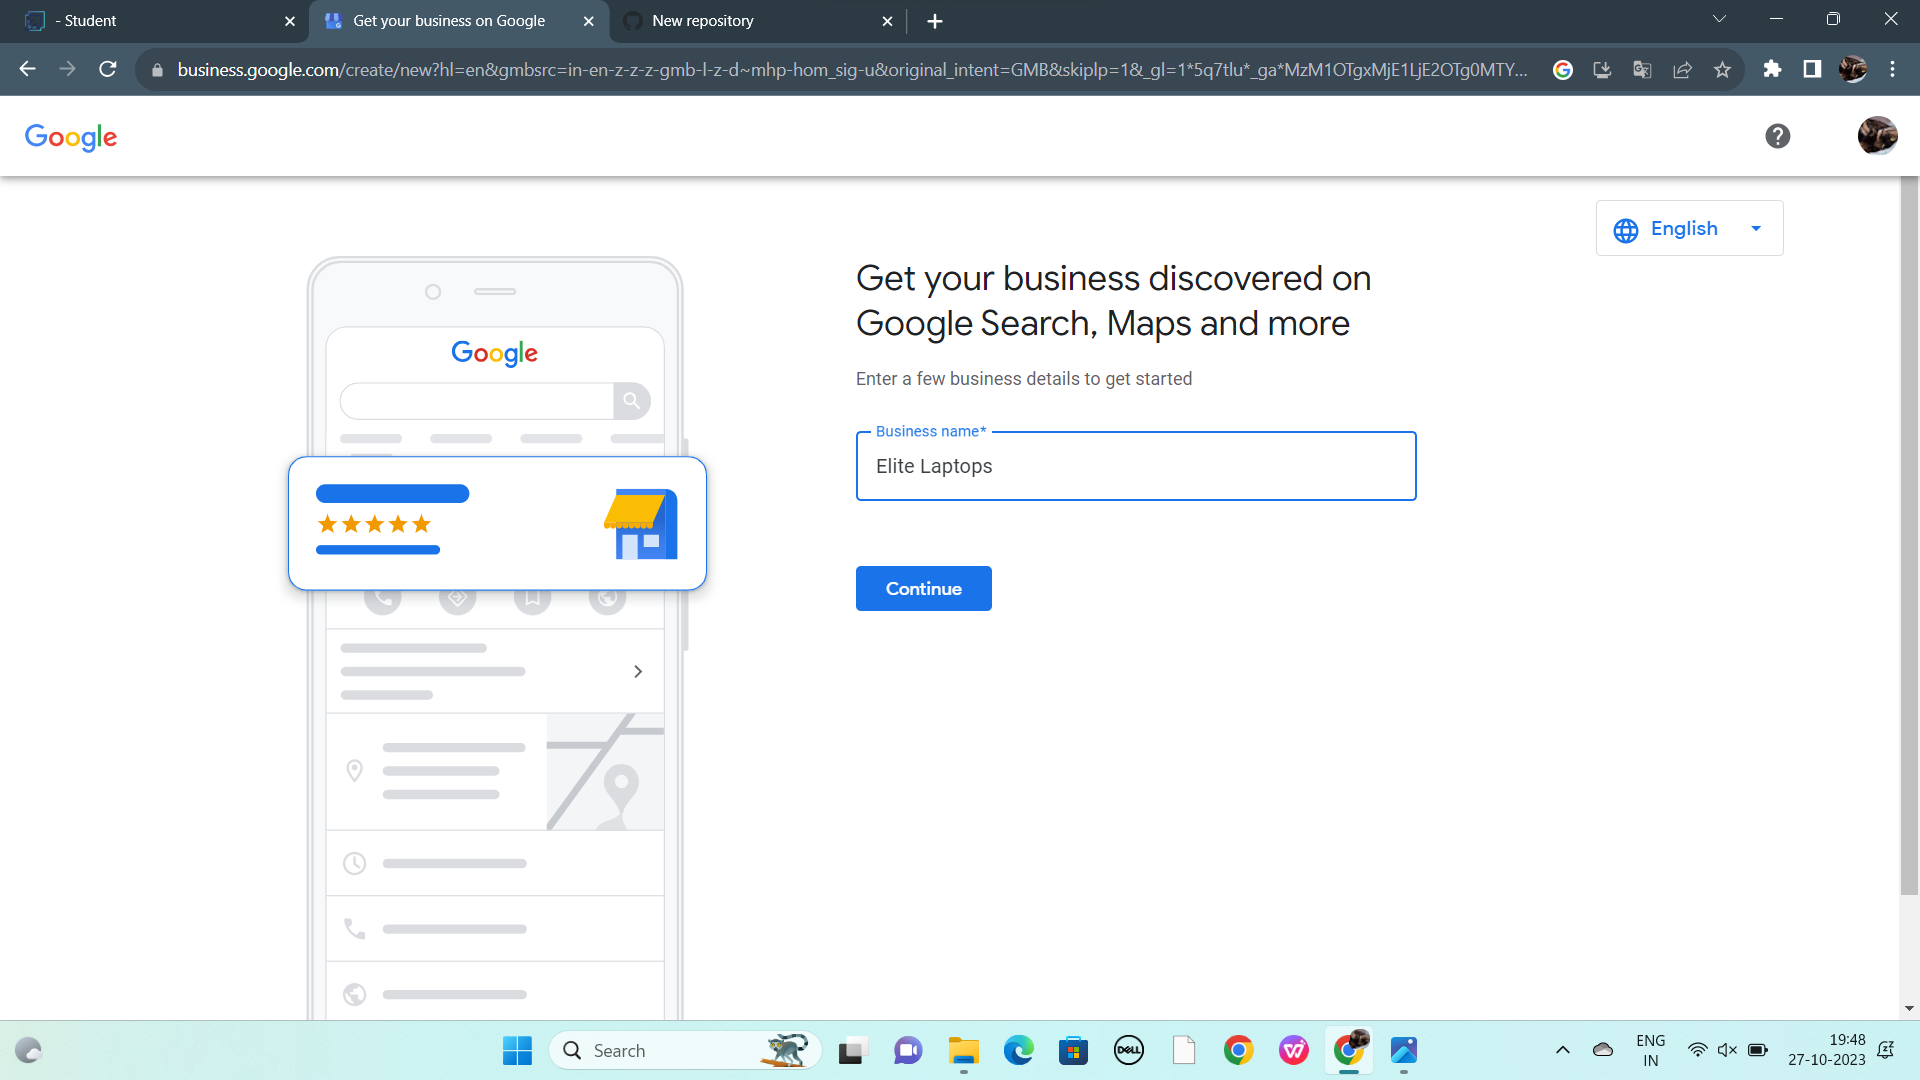 - Student
Get your business on Google
New repository
business.google.com/create/new?hl=en&gmbsrc=in-en-z-z-z-gmb-l-z-d~mhp-hom_sig-u&original_intent=GMB&skiplp=1&_gl=1*5q7tlu*_ga*MzM1OTgxMjE1LjE2OTg0MTY...
Google
English
Google
Get your business discovered on
Google Search, Maps and more
Enter a few business details to get started
Business name*
Elite Laptops
Continue
Search
DELL
ENG
IN
19:48
27-10-2023